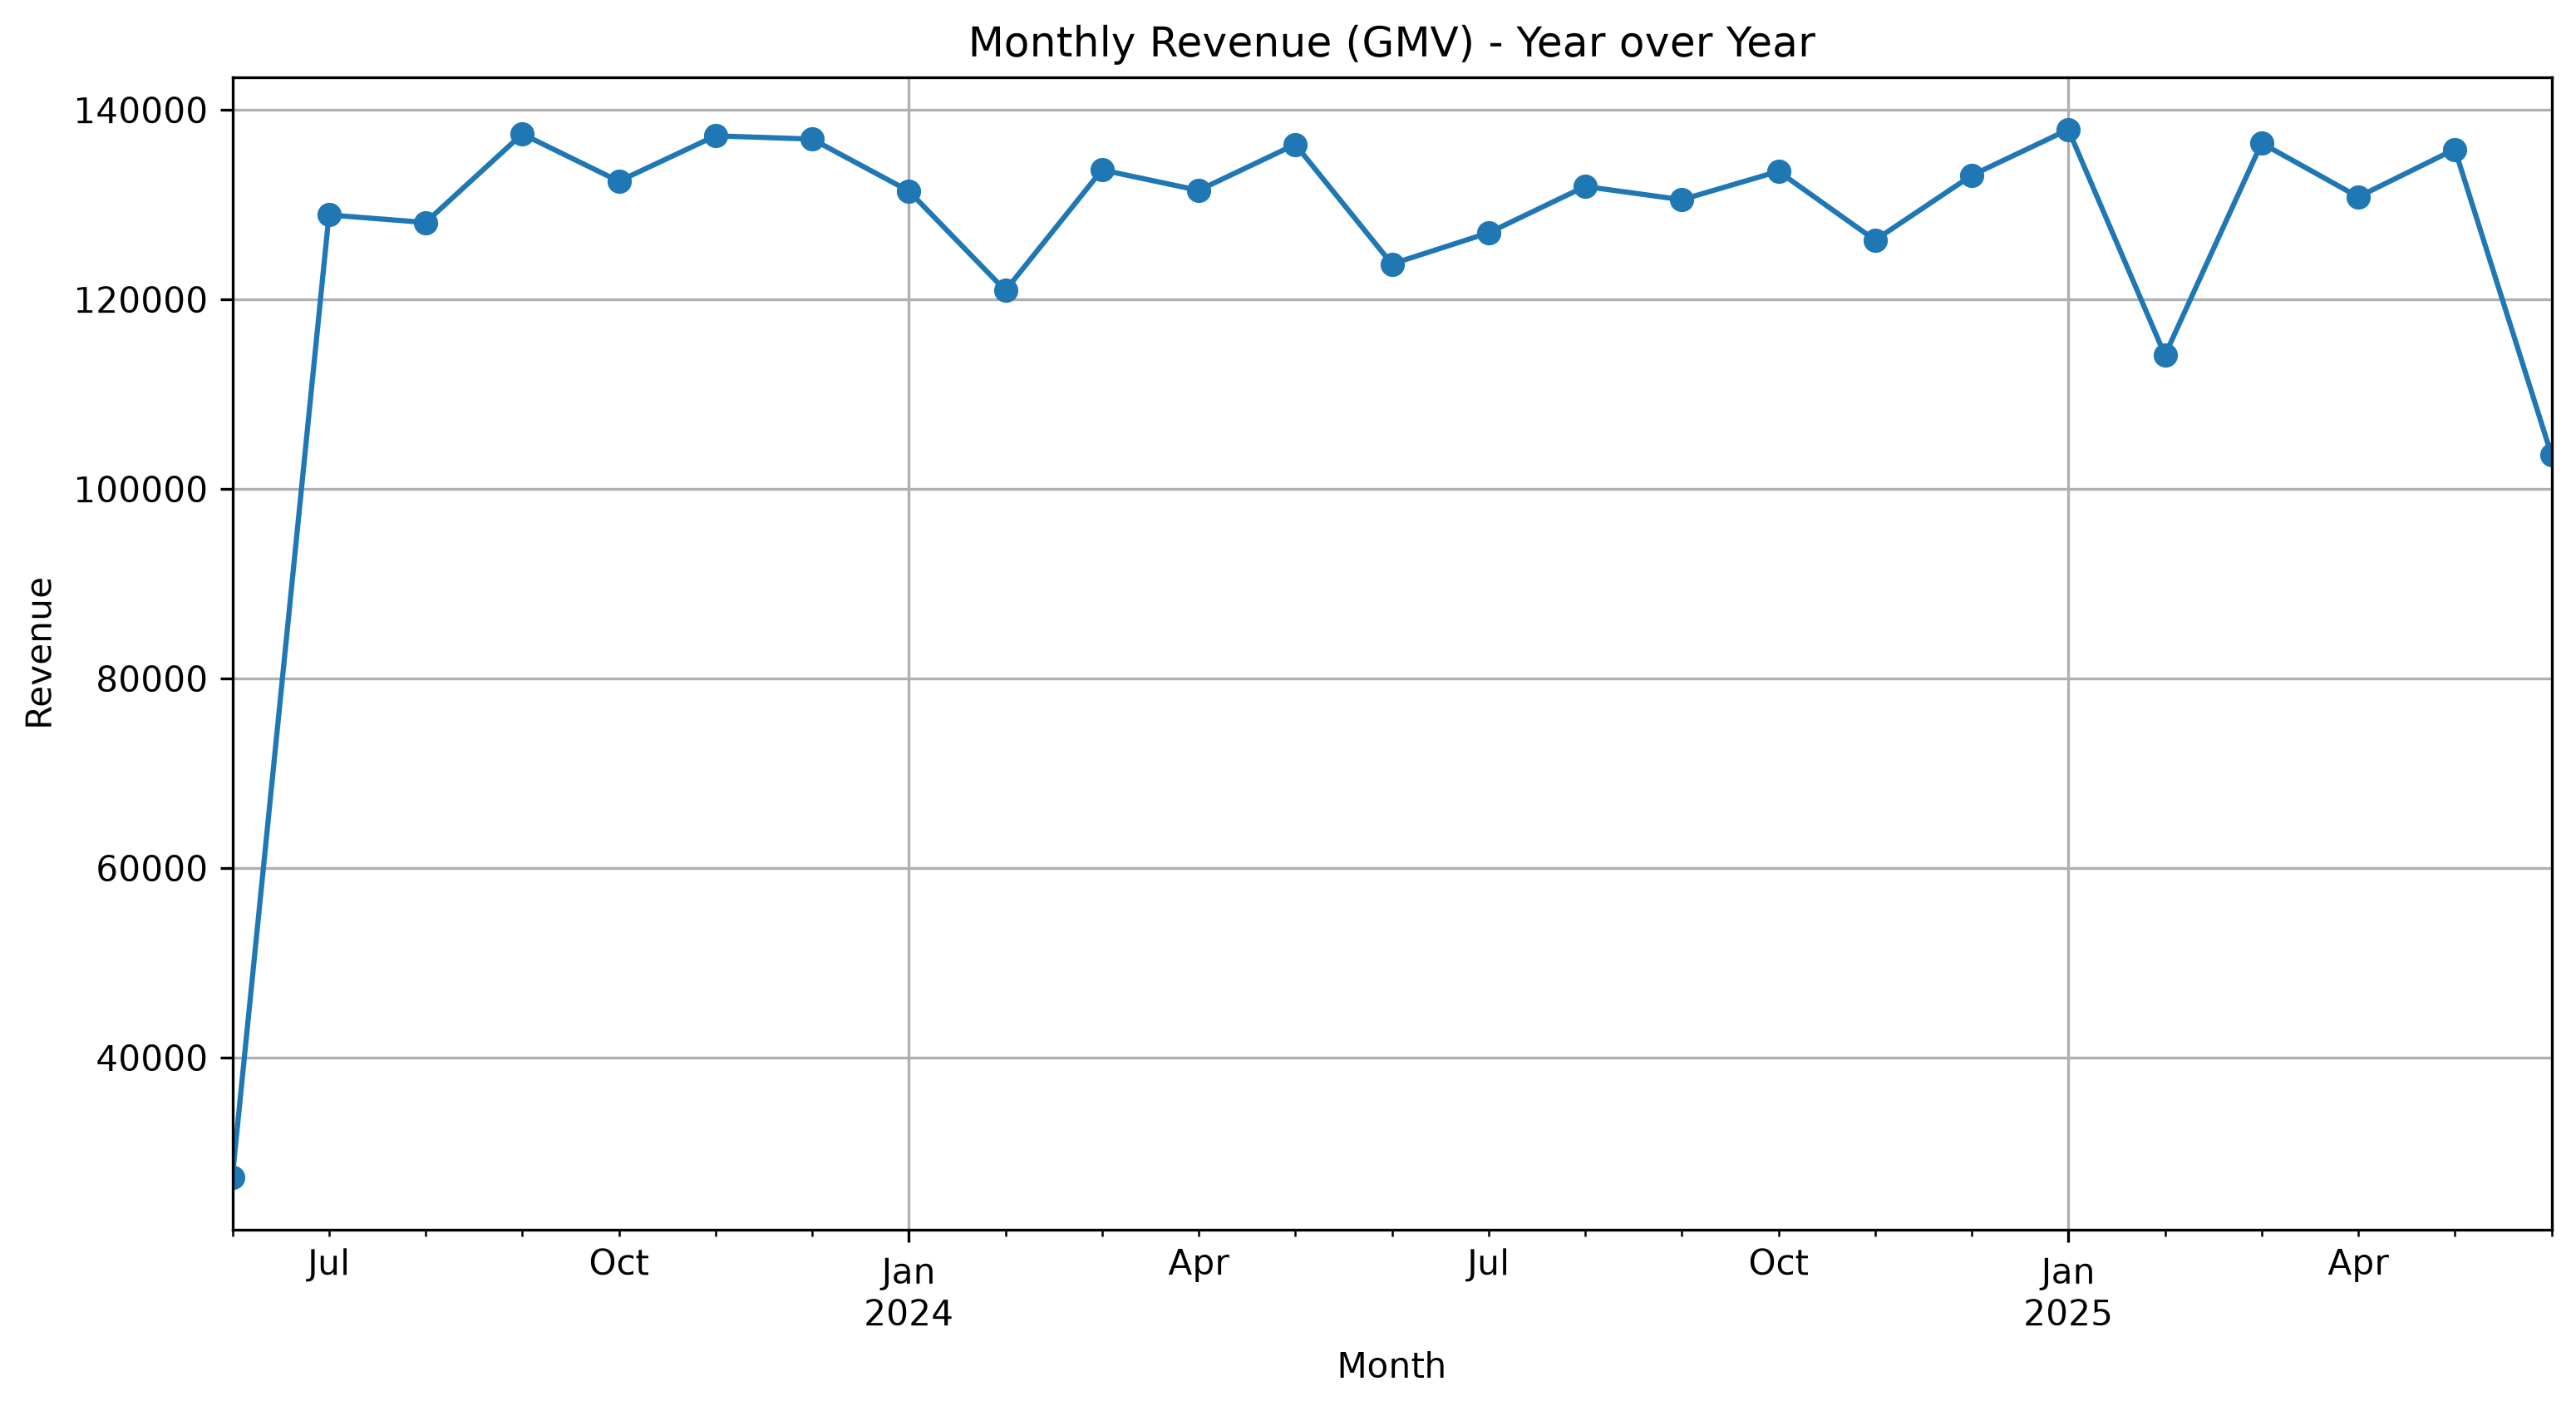 Monthly Revenue (GMV) - Year over Year
140000
120000
100000
80000
60000
40000
Revenue
Jul
Oct
Jan
2024
Apr
Jul
Oct
Jan
2025
Apr
Month